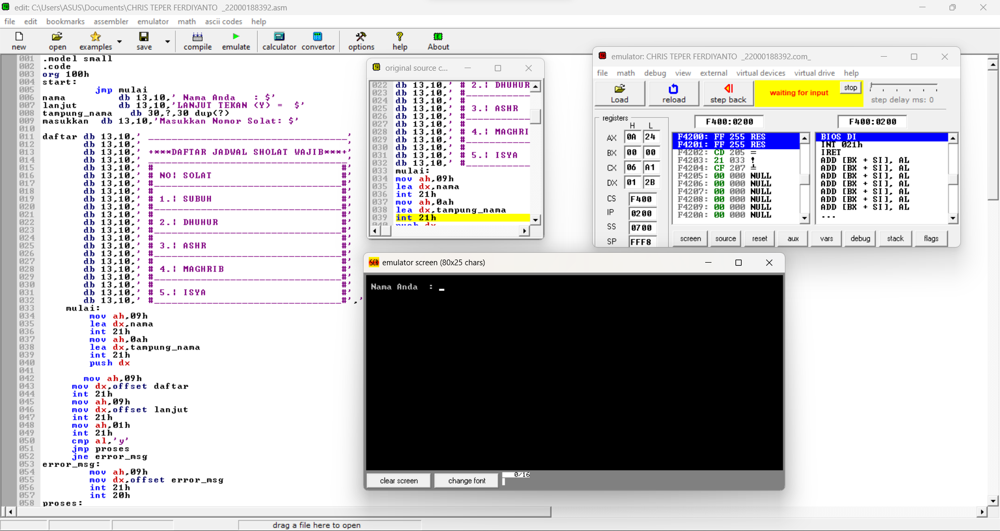 edit: C:\Users\ASUS\Documents\CHRIS TEPER FERDIYANTO _22000188392.asm
file edit bookmarks assembler emulator math ascii codes help
new open examples save compile emulate calculator convertor options help About
001 .model small
002 .code
003 org 100h
004 start:
005 jmp mulai
006 nama db 13,10,' Nama Anda : $'
007 lanjut db 13,10,'LANJUT TEKAN (Y) = $'
008 tampung_nama db 30,?,30 dup(?)
009 masukkan db 13,10,'Masukkan Nomor Solat: $'
010
011 daftar db 13,10,' __________________________________'
012 db 13,10,' '
013 db 13,10,' +****DAFTAR JADWAL SHOLAT WAJIB***+'
014 db 13,10,' __________________________________'
015 db 13,10,' # #'
016 db 13,10,' # NO¦ SOLAT #'
017 db 13,10,' #________________________________#'
018 db 13,10,' # #'
019 db 13,10,' # 1.¦ SUBUH #'
020 db 13,10,' #________________________________#'
021 db 13,10,' # #'
022 db 13,10,' # 2.¦ DHUHUR #'
023 db 13,10,' #________________________________#'
024 db 13,10,' # #'
025 db 13,10,' # 3.¦ ASHR #'
026 db 13,10,' #________________________________#'
027 db 13,10,' # #'
028 db 13,10,' # 4.¦ MAGHRIB #'
029 db 13,10,' #________________________________#'
030 db 13,10,' # #'
031 db 13,10,' # 5.¦ ISYA #'
032 db 13,10,' #________________________________#','
033 mulai:
034 mov ah,09h
035 lea dx,nama
036 int 21h
037 mov ah,0ah
038 lea dx,tampung_nama
039 int 21h
040 push dx
041
042 mov ah,09h
043 mov dx,offset daftar
044 int 21h
045 mov ah,09h
046 mov dx,offset lanjut
047 int 21h
048 mov ah,01h
049 int 21h
050 cmp al,'y'
051 jmp proses
052 jne error_msg
053 error_msg:
054 mov ah,09h
055 mov dx,offset error_msg
056 int 21h
057 int 20h
058 proses:
drag a file here to open
original source c...
022 db 13,10,' # 2.¦ DHUHUR
023 db 13,10,' #___________
024 db 13,10,' #
025 db 13,10,' # 3.¦ ASHR
026 db 13,10,' #___________
027 db 13,10,' #
028 db 13,10,' # 4.¦ MAGHRI
029 db 13,10,' #___________
030 db 13,10,' #
031 db 13,10,' # 5.¦ ISYA
032 db 13,10,' #___________
033 mulai:
034 mov ah,09h
035 lea dx,nama
036 int 21h
037 mov ah,0ah
038 lea dx,tampung_nama
039 int 21h
040 push dx
emulator: CHRIS TEPER FERDIYANTO _22000188392.com_
file math debug view external virtual devices virtual drive help
Load reload step back waiting for input stop step delay ms: 0
registers
H L
AX 0A 24
BX 00 00
CX 06 A1
DX 01 2B
CS F400
IP 0200
SS 0700
SP FFF8
F400:0200 F400:0200
F4200: FF 255 RES
F4201: FF 255 RES
F4202: CD 205 =
F4203: 21 033 !
F4204: CF 207 ╧
F4205: 00 000 NULL
F4206: 00 000 NULL
F4207: 00 000 NULL
F4208: 00 000 NULL
F4209: 00 000 NULL
F420A: 00 000 NULL
BIOS DI
INT 021h
IRET
ADD [BX + SI], AL
ADD [BX + SI], AL
ADD [BX + SI], AL
ADD [BX + SI], AL
ADD [BX + SI], AL
ADD [BX + SI], AL
ADD [BX + SI], AL
...
screen source reset aux vars debug stack flags
SCR emulator screen (80x25 chars)
Nama Anda : _
clear screen change font 0/16